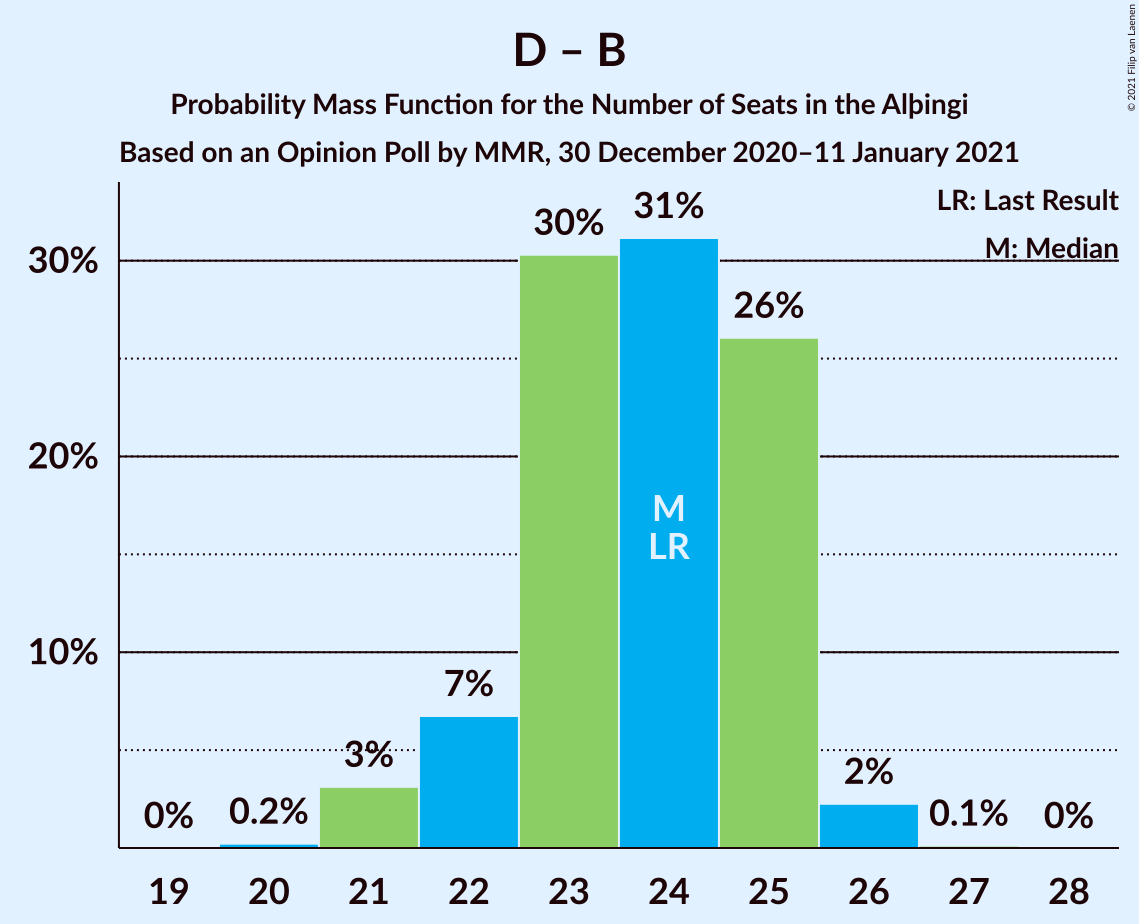 D – B
Probability Mass Function for the Number of Seats in the Alþingi
Based on an Opinion Poll by MMR, 30 December 2020–11 January 2021
© 2021 Filip van Laenen
LR: Last Result
M: Median
30%
20%
10%
0%
0.2%
3%
7%
30%
31%
26%
2%
0.1%
0%
M
LR
19 20 21 22 23 24 25 26 27 28